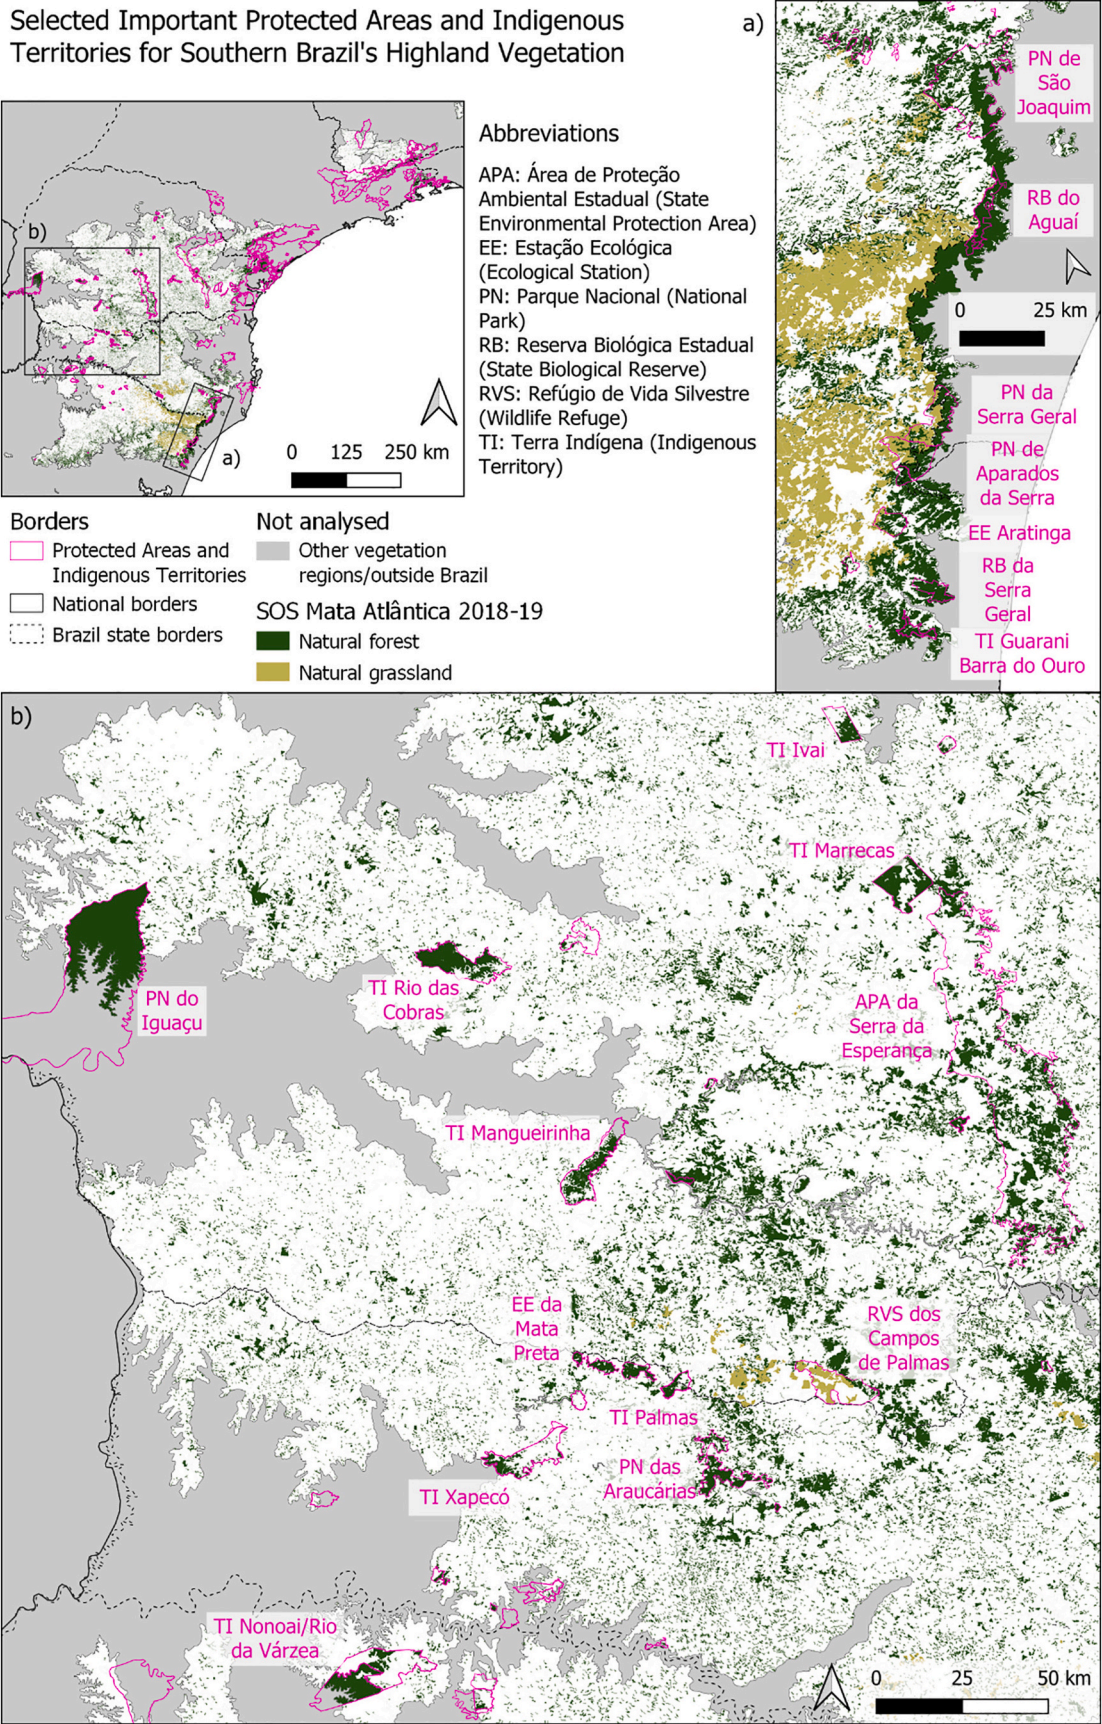 Selected Important Protected Areas and Indigenous
Territories for Southern Brazil's Highland Vegetation
b)
a)
0 125 250 km
Abbreviations
APA: Área de Proteção
Ambiental Estadual (State
Environmental Protection Area)
EE: Estação Ecológica
(Ecological Station)
PN: Parque Nacional (National
Park)
RB: Reserva Biológica Estadual
(State Biological Reserve)
RVS: Refúgio de Vida Silvestre
(Wildlife Refuge)
TI: Terra Indígena (Indigenous
Territory)
Borders
Protected Areas and
Indigenous Territories
National borders
Brazil state borders
Not analysed
Other vegetation
regions/outside Brazil
SOS Mata Atlântica 2018-19
Natural forest
Natural grassland
a)
PN de
São
Joaquim
RB do
Aguaí
0 25 km
PN da
Serra Geral
PN de
Aparados
da Serra
EE Aratinga
RB da
Serra
Geral
TI Guarani
Barra do Ouro
b)
TI Ivai
TI Marrecas
PN do
Iguaçu
TI Rio das
Cobras
APA da
Serra da
Esperança
TI Mangueirinha
EE da
Mata
Preta
RVS dos
Campos
de Palmas
TI Palmas
PN das
Araucárias
TI Xapecó
TI Nonoai/Rio
da Várzea
0 25 50 km